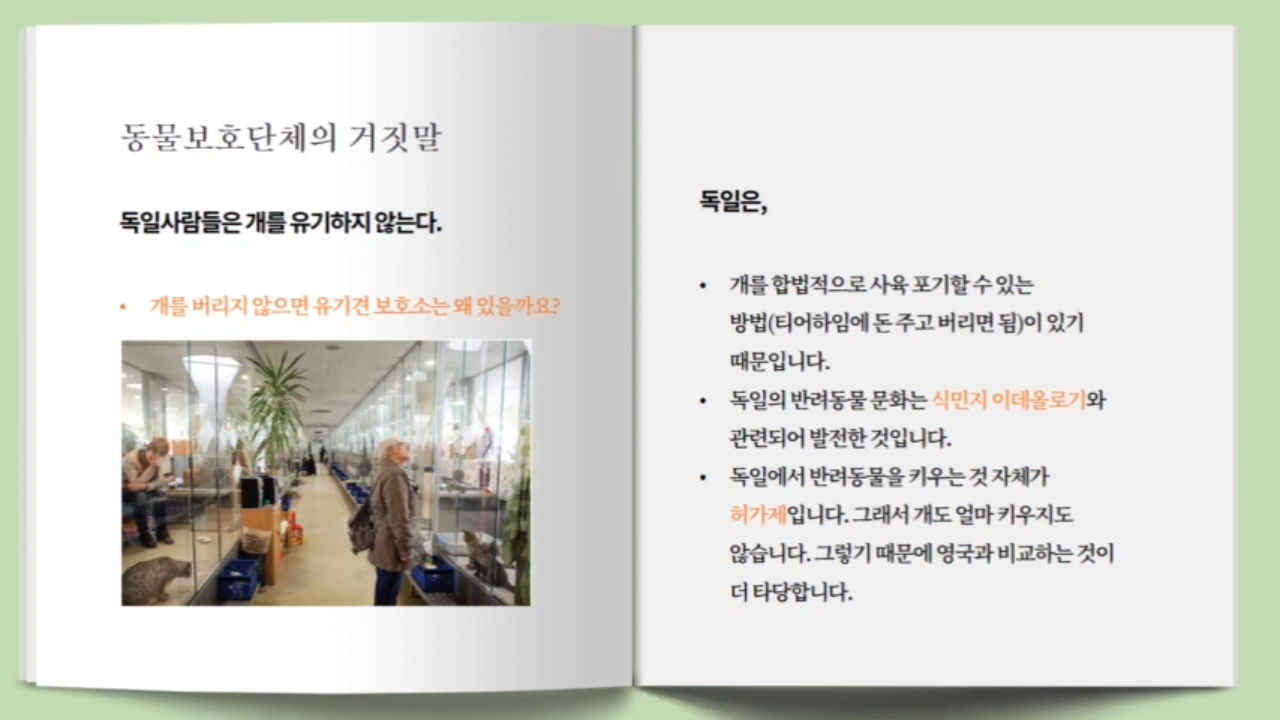 동물보호단체의 거짓말
독일사람들은 개를 유기하지 않는다.
• 개를 버리지 않으면 유기견 보호소는 왜 있을까요?
독일은,
• 개를 합법적으로 사육 포기할 수 있는
방법(티어하임에 돈 주고 버리면 됨)이 있기
때문입니다.
• 독일의 반려동물 문화는 식민지 이데올로기와
관련되어 발전한 것입니다.
• 독일에서 반려동물을 키우는 것 자체가
허가제입니다. 그래서 개도 얼마 키우지도
않습니다. 그렇기 때문에 영국과 비교하는 것이
더 타당합니다.